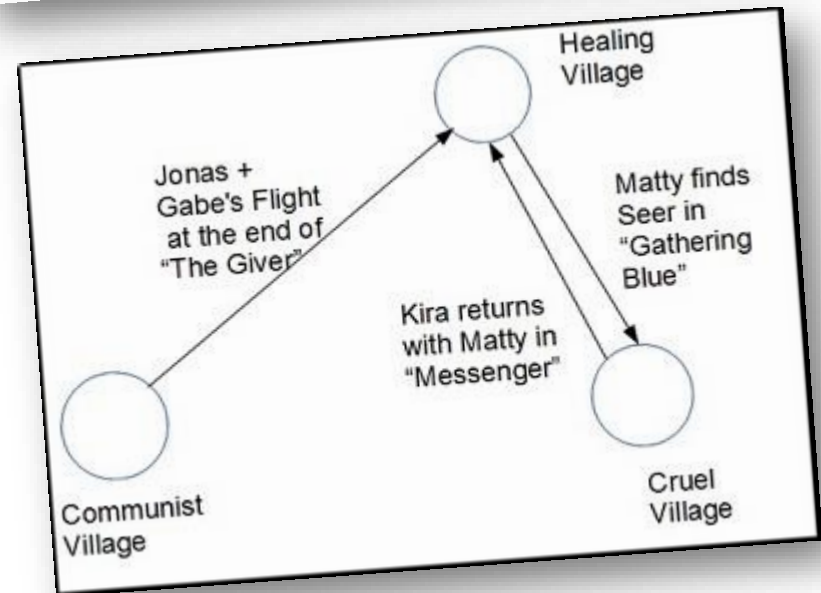 Healing
Village
Jonas +
Gabe's Flight
at the end of
“The Giver”
Matty finds
Seer in
“Gathering
Blue”
Kira returns
with Matty in
“Messenger”
Communist
Village
Cruel
Village